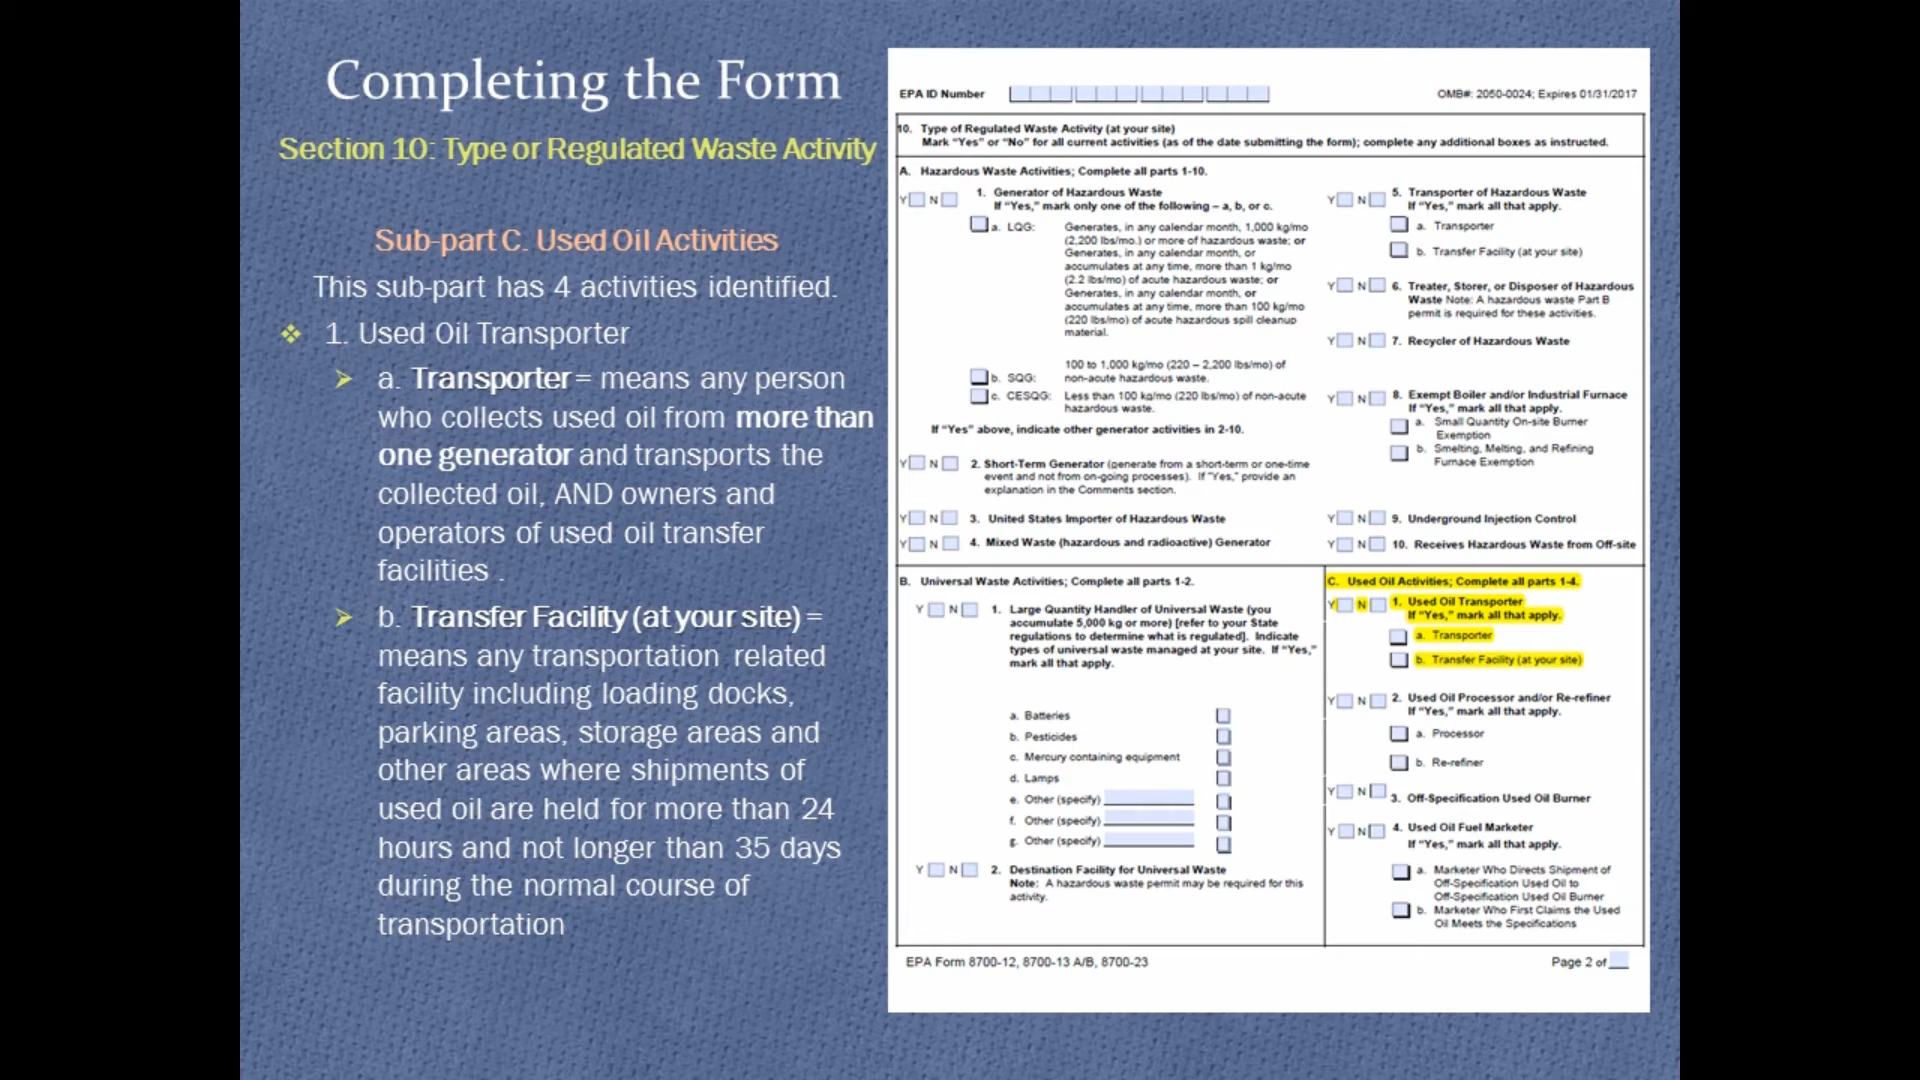 Completing the Form
Section 10: Type or Regulated Waste Activity
Sub-part C. Used Oil Activities
This sub-part has 4 activities identified.
❖ 1. Used Oil Transporter
➢ a. Transporter = means any person
who collects used oil from more than
one generator and transports the
collected oil, AND owners and
operators of used oil transfer
facilities .
➢ b. Transfer Facility (at your site) =
means any transportation related
facility including loading docks,
parking areas, storage areas and
other areas where shipments of
used oil are held for more than 24
hours and not longer than 35 days
during the normal course of
transportation
EPA ID Number
OMB#: 2050-0024; Expires 01/31/2017
10. Type of Regulated Waste Activity (at your site)
Mark "Yes" or "No" for all current activities (as of the date submitting the form); complete any additional boxes as instructed.
A. Hazardous Waste Activities; Complete all parts 1-10.
Y N 1. Generator of Hazardous Waste
If "Yes," mark only one of the following – a, b, or c.
a. LQG: Generates, in any calendar month, 1,000 kg/mo
(2,200 lbs/mo.) or more of hazardous waste; or
Generates, in any calendar month, or
accumulates at any time, more than 1 kg/mo
(2.2 lbs/mo) of acute hazardous waste; or
Generates, in any calendar month, or
accumulates at any time, more than 100 kg/mo
(220 lbs/mo) of acute hazardous spill cleanup
material.
100 to 1,000 kg/mo (220 – 2,200 lbs/mo) of
b. SQG: non-acute hazardous waste.
c. CESQG: Less than 100 kg/mo (220 lbs/mo) of non-acute
hazardous waste.
If "Yes" above, indicate other generator activities in 2-10.
Y N 2. Short-Term Generator (generate from a short-term or one-time
event and not from on-going processes). If "Yes," provide an
explanation in the Comments section.
Y N 3. United States Importer of Hazardous Waste
Y N 4. Mixed Waste (hazardous and radioactive) Generator
Y N 5. Transporter of Hazardous Waste
If "Yes," mark all that apply.
a. Transporter
b. Transfer Facility (at your site)
Y N 6. Treater, Storer, or Disposer of Hazardous
Waste Note: A hazardous waste Part B
permit is required for these activities.
Y N 7. Recycler of Hazardous Waste
Y N 8. Exempt Boiler and/or Industrial Furnace
If "Yes," mark all that apply.
a. Small Quantity On-site Burner
Exemption
b. Smelting, Melting, and Refining
Furnace Exemption
Y N 9. Underground Injection Control
Y N 10. Receives Hazardous Waste from Off-site
B. Universal Waste Activities; Complete all parts 1-2.
Y N 1. Large Quantity Handler of Universal Waste (you
accumulate 5,000 kg or more) [refer to your State
regulations to determine what is regulated]. Indicate
types of universal waste managed at your site. If "Yes,"
mark all that apply.
a. Batteries
b. Pesticides
c. Mercury containing equipment
d. Lamps
e. Other (specify)
f. Other (specify)
g. Other (specify)
Y N 2. Destination Facility for Universal Waste
Note: A hazardous waste permit may be required for this
activity.
C. Used Oil Activities; Complete all parts 1-4.
Y N 1. Used Oil Transporter
If "Yes," mark all that apply.
a. Transporter
b. Transfer Facility (at your site)
Y N 2. Used Oil Processor and/or Re-refiner
If "Yes," mark all that apply.
a. Processor
b. Re-refiner
Y N 3. Off-Specification Used Oil Burner
Y N 4. Used Oil Fuel Marketer
If "Yes," mark all that apply.
a. Marketer Who Directs Shipment of
Off-Specification Used Oil to
Off-Specification Used Oil Burner
b. Marketer Who First Claims the Used
Oil Meets the Specifications
EPA Form 8700-12, 8700-13 A/B, 8700-23
Page 2 of